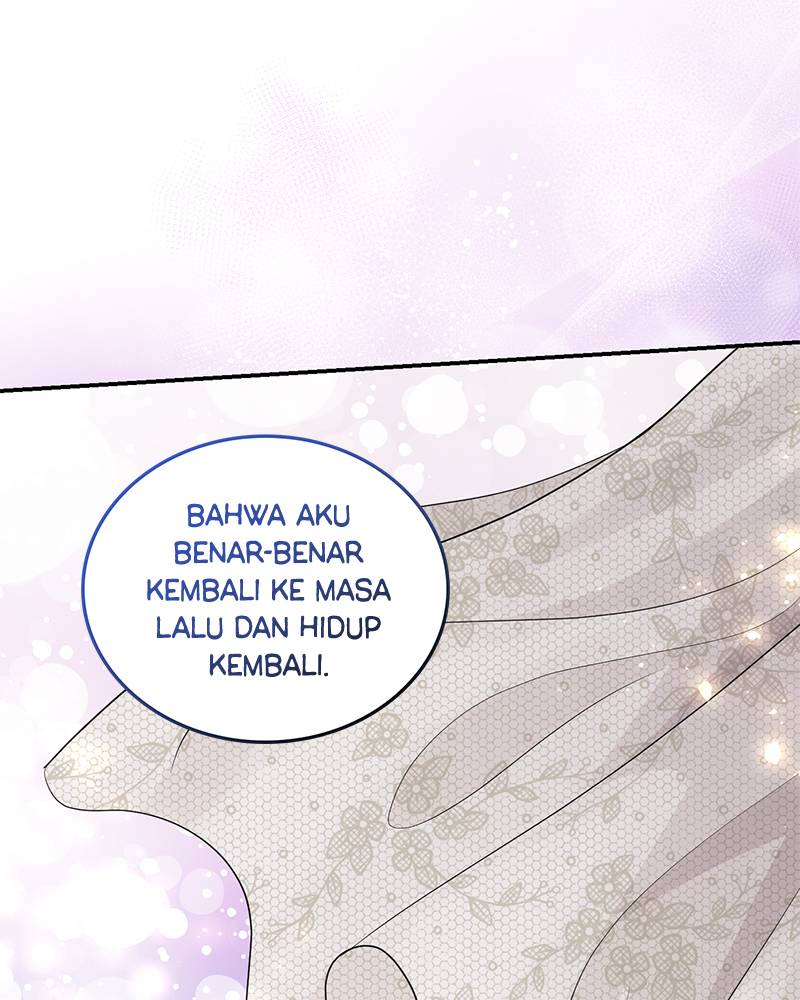 BAHWA AKU
BENAR-BENAR
KEMBALI KE MASA
LALU DAN HIDUP
KEMBALI.